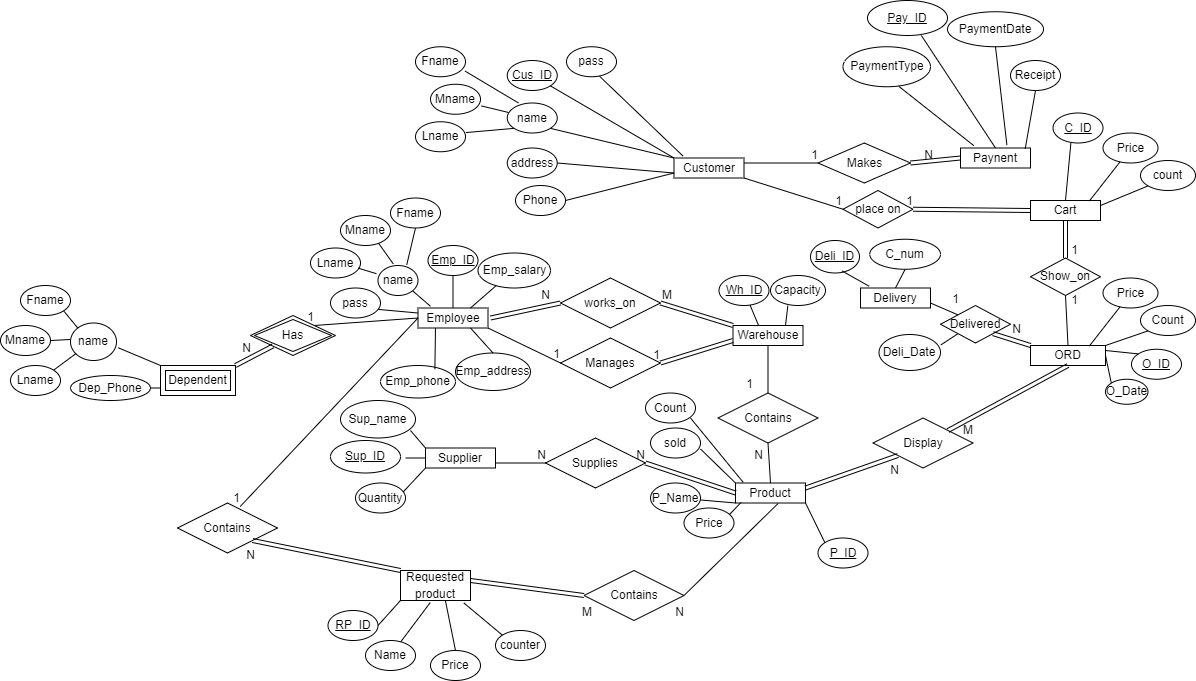 Pay_ID
PaymentDate
Fname
Cus_ID
pass
PaymentType
Receipt
Mname
name
Lname
C_ID
Price
address
Customer
1
Makes
N
Paynent
count
Phone
1
place on
1
Cart
Fname
Mname
Lname
name
Emp_ID
Emp_salary
Deli_ID
C_num
1
Show_on
1
Fname
pass
N
works_on
M
Wh_ID
Capacity
Delivery
1
Price
Mname
name
1
Has
N
Employee
Warehouse
Delivered
N
Count
Lname
Dependent
Dep_Phone
Emp_phone
Emp_address
1
Manages
1
Deli_Date
ORD
O_ID
O_Date
1
Contains
N
Count
sold
Sup_name
Sup_ID
Supplier
Quantity
N
Supplies
N
M
Display
N
P_Name
Product
Price
P_ID
1
Contains
N
Requested
product
M
Contains
N
RP_ID
Name
Price
counter